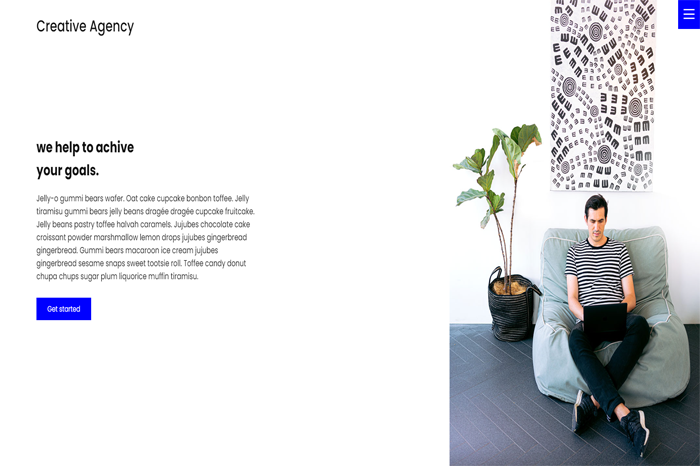 Creative Agency
we help to achive
your goals.
Jelly-o gummi bears wafer. Oat cake cupcake bonbon toffee. Jelly
tiramisu gummi bears jelly beans dragée dragée cupcake fruitcake.
Jelly beans pastry toffee halvah caramels. Jujubes chocolate cake
croissant powder marshmallow lemon drops jujubes gingerbread
gingerbread. Gummi bears macaroon ice cream jujubes
gingerbread sesame snaps sweet tootsie roll. Toffee candy donut
chupa chups sugar plum liquorice muffin tiramisu.
Get started